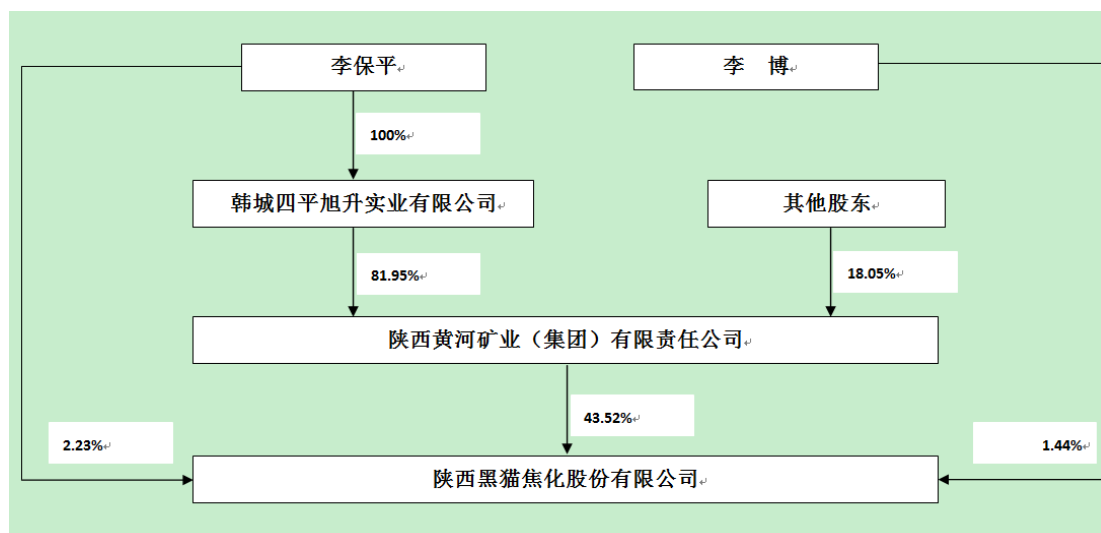 李保平
李 博
100%
韩城四平旭升实业有限公司
其他股东
81.95%
18.05%
陕西黄河矿业（集团）有限责任公司
43.52%
2.23%
1.44%
陕西黑猫焦化股份有限公司